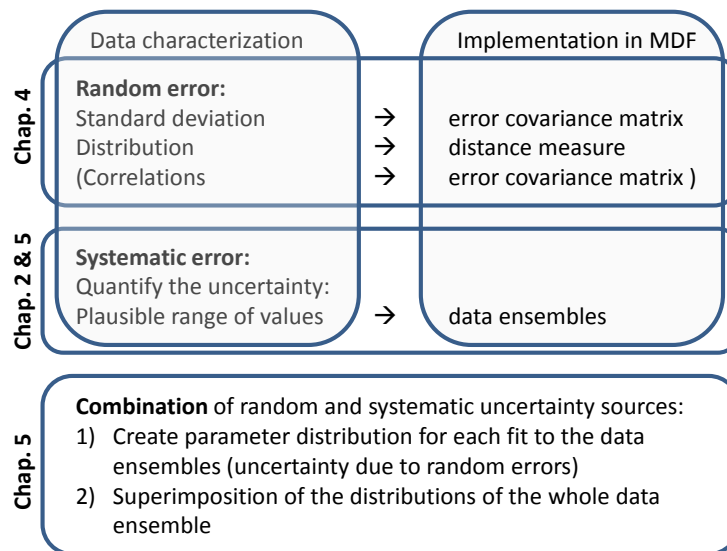 Data characterization Implementation in MDF
Chap. 4
Random error:
Standard deviation → error covariance matrix
Distribution → distance measure
(Correlations → error covariance matrix )
Chap. 2 & 5
Systematic error:
Quantify the uncertainty:
Plausible range of values → data ensembles
Chap. 5
Combination of random and systematic uncertainty sources:
1) Create parameter distribution for each fit to the data
ensembles (uncertainty due to random errors)
2) Superimposition of the distributions of the whole data
ensemble